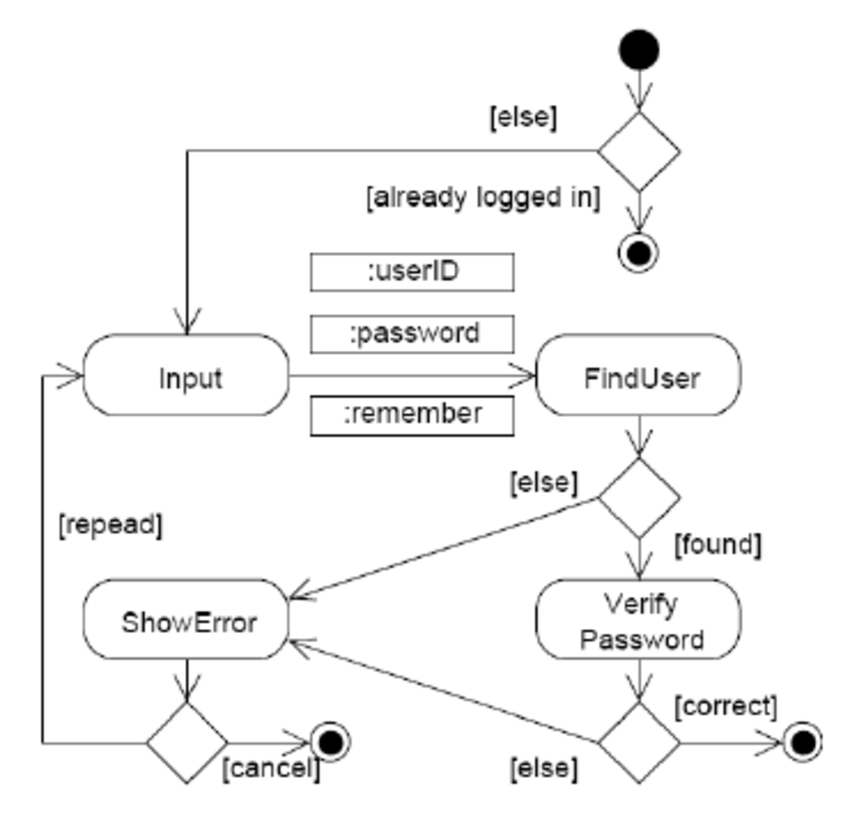 [else]
[already logged in]
:userID
:password
Input
FindUser
:remember
[else]
[repead]
[found]
ShowError
Verify
Password
[correct]
[cancel]
[else]